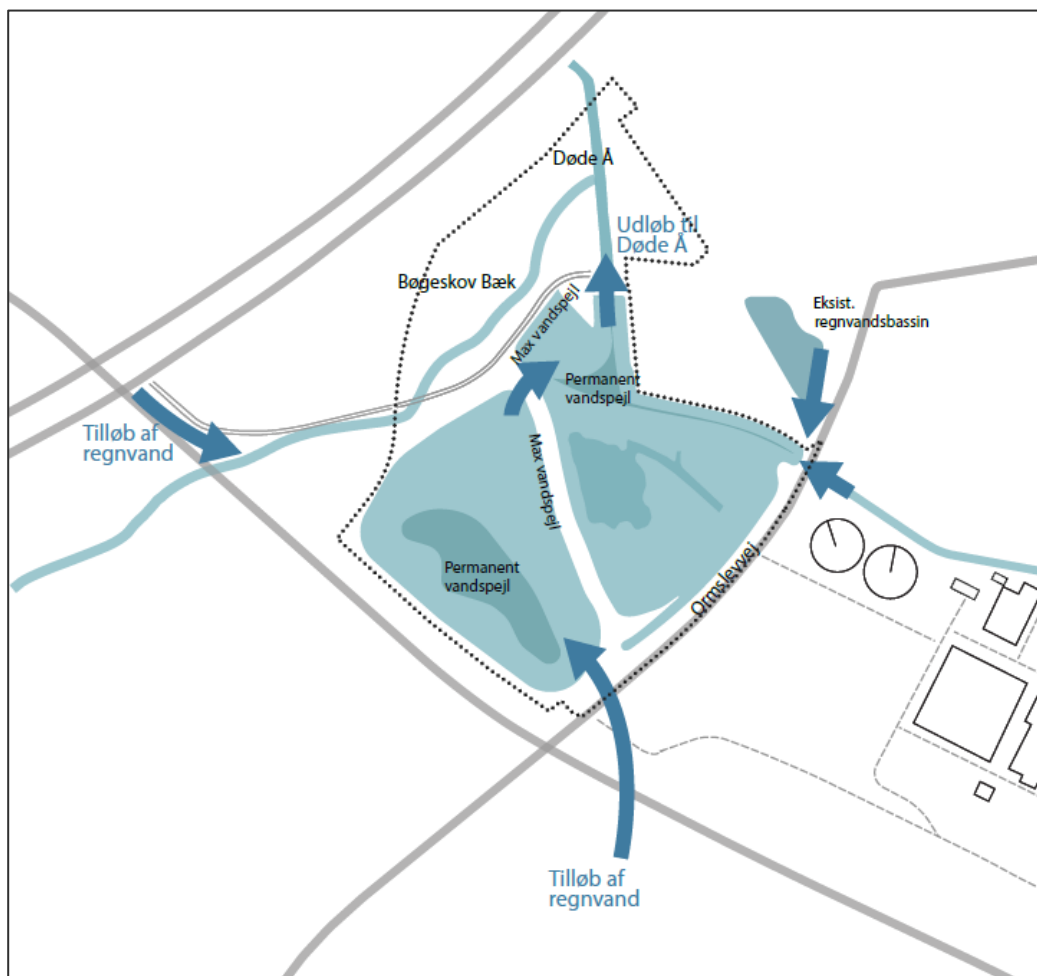 Døde Å
Udløb til
Døde Å
Bøgeskov Bæk
Max vandspejl
Eksist.
regnvandsbassin
Permanent
vandspejl
Tilløb af
regnvand
Max vandspejl
Permanent
vandspejl
Ormslevvej
Tilløb af
regnvand